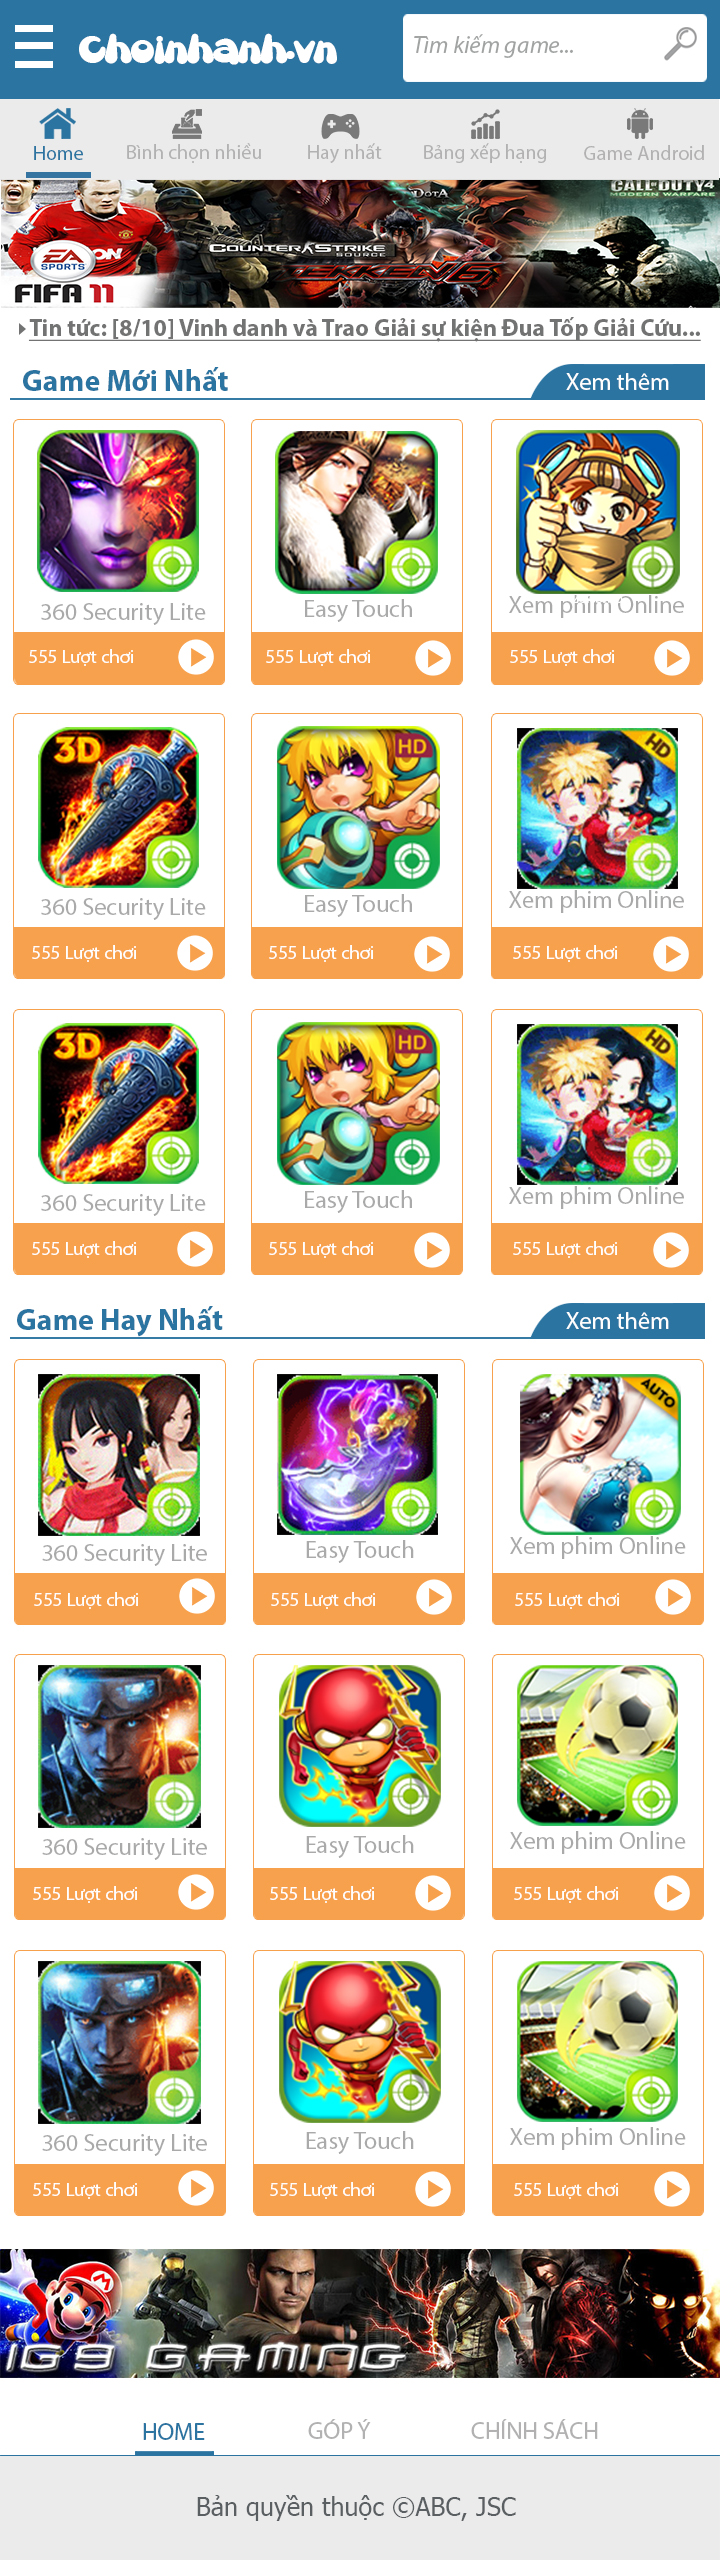 Choinhanh.vn
Tìm kiếm game...
Home
Bình chọn nhiều
Hay nhất
Bảng xếp hạng
Game Android
DOTA
CALL OF DUTY 4
MODERN WARFARE
COUNTER STRIKE
SOURCE
TEKKEN 6
EA
SPORTS
FIFA 11
Tin tức: [8/10] Vinh danh và Trao Giải sự kiện Đua Tốp Giải Cứu...
Game Mới Nhất
Xem thêm
360 Security Lite
Easy Touch
Xem phim Online
555 Lượt chơi
555 Lượt chơi
555 Lượt chơi
3D
HD
HD
360 Security Lite
Easy Touch
Xem phim Online
555 Lượt chơi
555 Lượt chơi
555 Lượt chơi
3D
HD
HD
360 Security Lite
Easy Touch
Xem phim Online
555 Lượt chơi
555 Lượt chơi
555 Lượt chơi
Game Hay Nhất
Xem thêm
AUTO
360 Security Lite
Easy Touch
Xem phim Online
555 Lượt chơi
555 Lượt chơi
555 Lượt chơi
360 Security Lite
Easy Touch
Xem phim Online
555 Lượt chơi
555 Lượt chơi
555 Lượt chơi
360 Security Lite
Easy Touch
Xem phim Online
555 Lượt chơi
555 Lượt chơi
555 Lượt chơi
IG9 GAMING
HOME
GÓP Ý
CHÍNH SÁCH
Bản quyền thuộc ©ABC, JSC